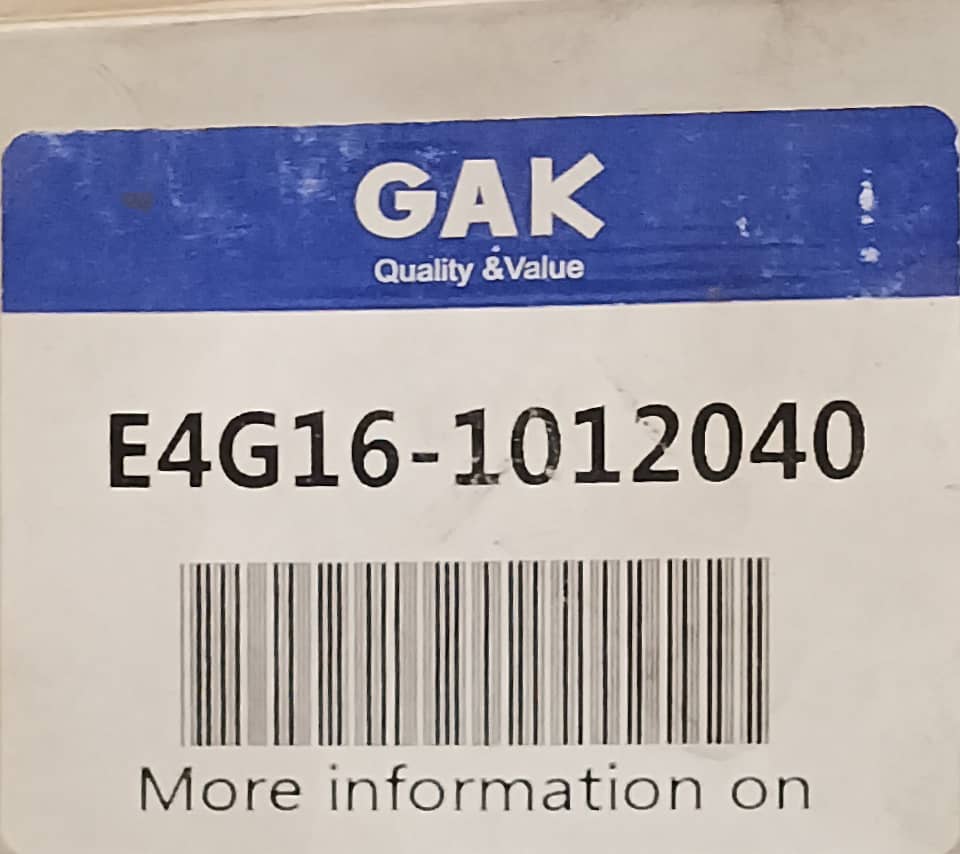 GAK
Quality &Value
E4G16-1012040
More information on